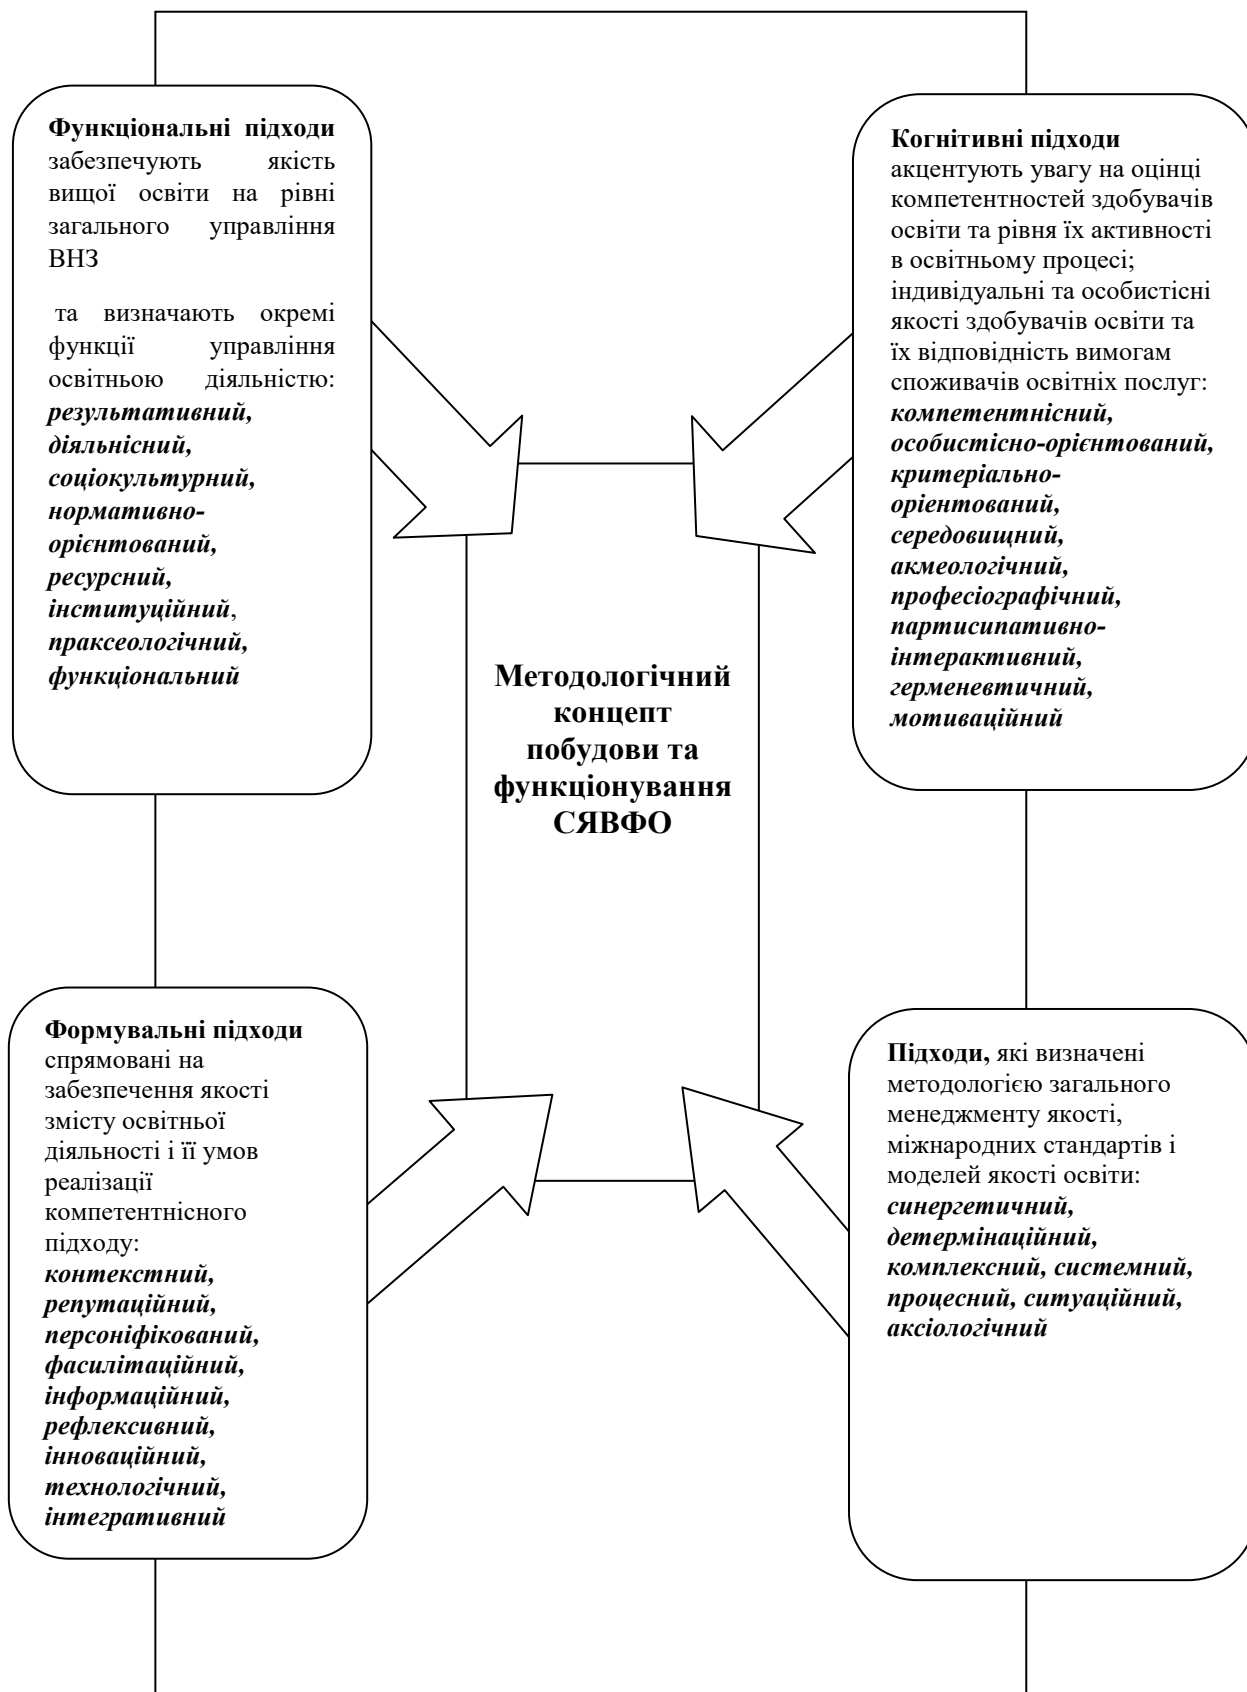 Функціональні підходи
забезпечують якість
вищої освіти на рівні
загального управління
ВНЗ
та визначають окремі
функції управління
освітньою діяльністю:
результативний,
діяльнісний,
соціокультурний,
нормативно-
орієнтований,
ресурсний,
інституційний,
праксеологічний,
функціональний
Когнітивні підходи
акцентують увагу на оцінці
компетентностей здобувачів
освіти та рівня їх активності
в освітньому процесі;
індивідуальні та особистісні
якості здобувачів освіти та
їх відповідність вимогам
споживачів освітніх послуг:
компетентнісний,
особистісно-орієнтований,
критеріально-
оріентований,
середовищний,
акмеологічний,
професіографічний,
партисипативно-
інтерактивний,
герменевтичний,
мотиваційний
Методологічний
концепт
побудови та
функціонування
СЯВФО
Формувальні підходи
спрямовані на
забезпечення якості
змісту освітньої
діяльності і її умов
реалізації
компетентнісного
підходу:
контекстний,
репутаційний,
персоніфікований,
фасилітаційний,
інформаційний,
рефлексивний,
інноваційний,
технологічний,
інтегративний
Підходи, які визначені
методологією загального
менеджменту якості,
міжнародних стандартів і
моделей якості освіти:
синергетичний,
детермінаційний,
комплексний, системний,
процесний, ситуаційний,
аксіологічний